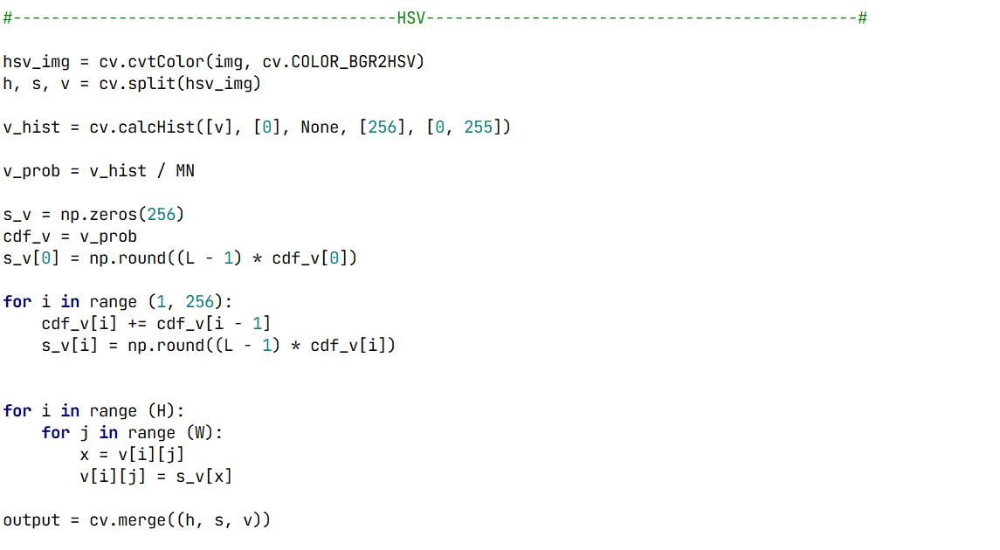 #----------------------------------------HSV---------------------------------------------#
hsv_img = cv.cvtColor(img, cv.COLOR_BGR2HSV)
h, s, v = cv.split(hsv_img)
v_hist = cv.calcHist([v], [0], None, [256], [0, 255])
v_prob = v_hist / MN
s_v = np.zeros(256)
cdf_v = v_prob
s_v[0] = np.round((L - 1) * cdf_v[0])
for i in range (1, 256):
    cdf_v[i] += cdf_v[i - 1]
    s_v[i] = np.round((L - 1) * cdf_v[i])
for i in range (H):
    for j in range (W):
        x = v[i][j]
        v[i][j] = s_v[x]
output = cv.merge((h, s, v))